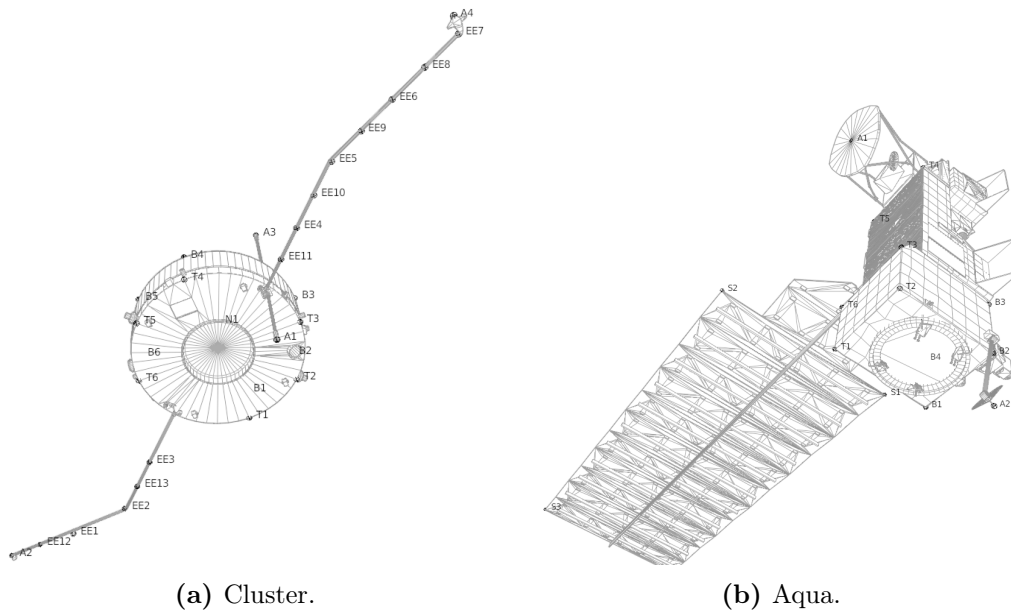 A4
EE7
EE8
EE6
EE9
EE5
EE10
EE4
A3
EE11
B4
T4
B5
B3
T5
N1
T3
A1
B6
B2
T6
B1
T2
T1
EE3
EE13
EE2
EE1
EE12
A2
(a) Cluster.
A1
T4
T5
T3
S2
T2
T6
B3
T1
B4
B2
S1
B1
A2
S3
(b) Aqua.